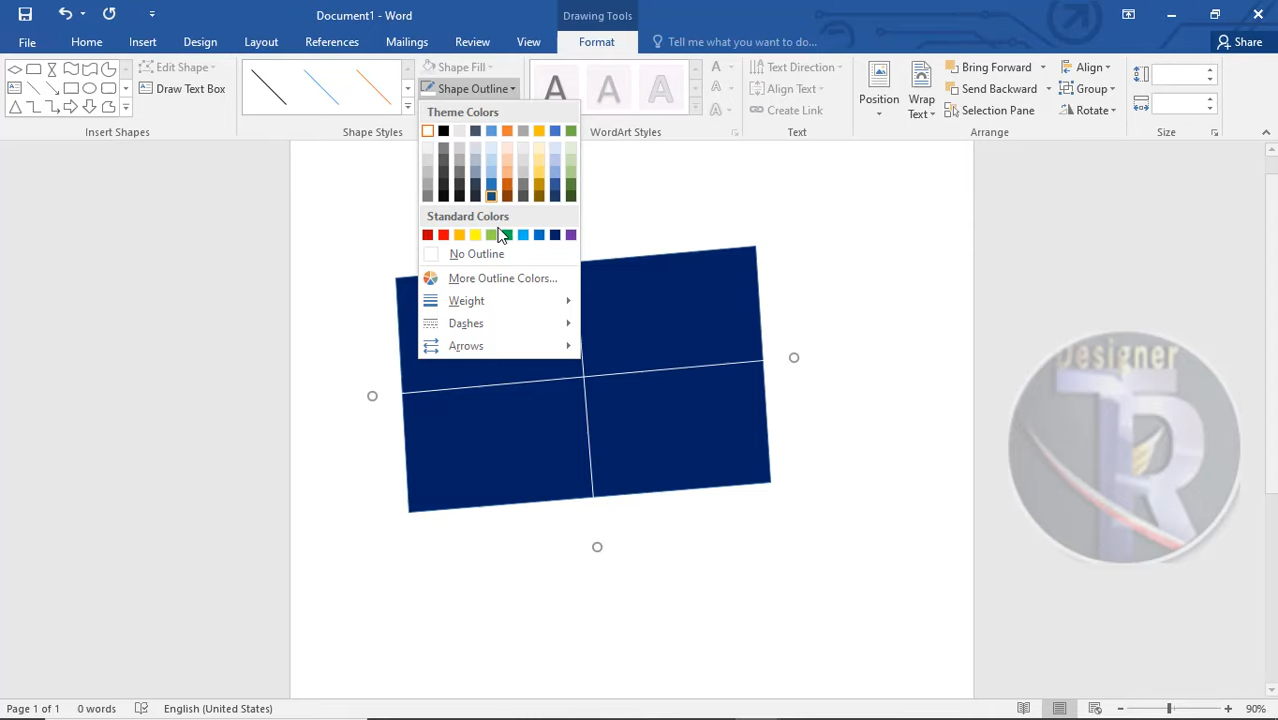 Document1 - Word
Drawing Tools
File
Home
Insert
Design
Layout
References
Mailings
Review
View
Format
Tell me what you want to do...
Share
Edit Shape
Draw Text Box
Insert Shapes
Shape Fill
Shape Outline
Shape Styles
A A A
WordArt Styles
Text Direction
Align Text
Create Link
Text
Position
Wrap
Text
Bring Forward
Send Backward
Selection Pane
Align
Group
Rotate
Arrange
Size
Theme Colors
Standard Colors
No Outline
More Outline Colors...
Weight
Dashes
Arrows
Designer
TR
Page 1 of 1
0 words
English (United States)
90%